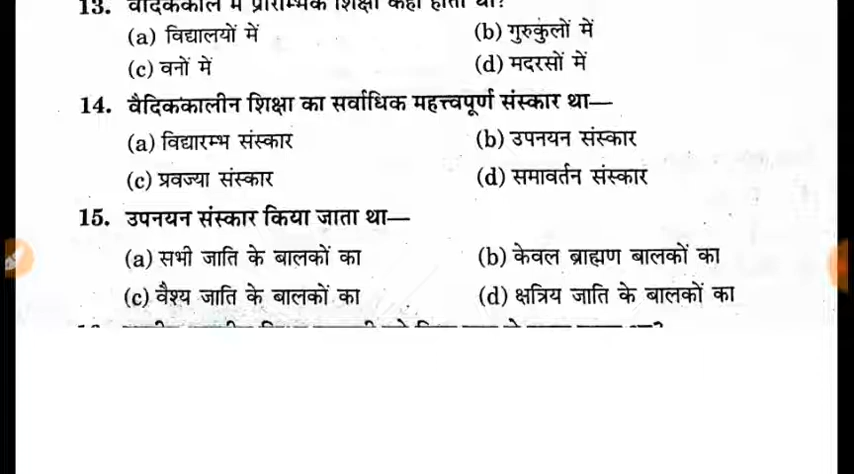 13. वैदिककाल में प्रारम्भिक शिक्षा कहाँ होती थी?
(a) विद्यालयों में (b) गुरुकुलों में
(c) वनों में (d) मदरसों में
14. वैदिककालीन शिक्षा का सर्वाधिक महत्त्वपूर्ण संस्कार था—
(a) विद्यारम्भ संस्कार (b) उपनयन संस्कार
(c) प्रवज्या संस्कार (d) समावर्तन संस्कार
15. उपनयन संस्कार किया जाता था—
(a) सभी जाति के बालकों का (b) केवल ब्राह्मण बालकों का
(c) वैश्य जाति के बालकों का (d) क्षत्रिय जाति के बालकों का